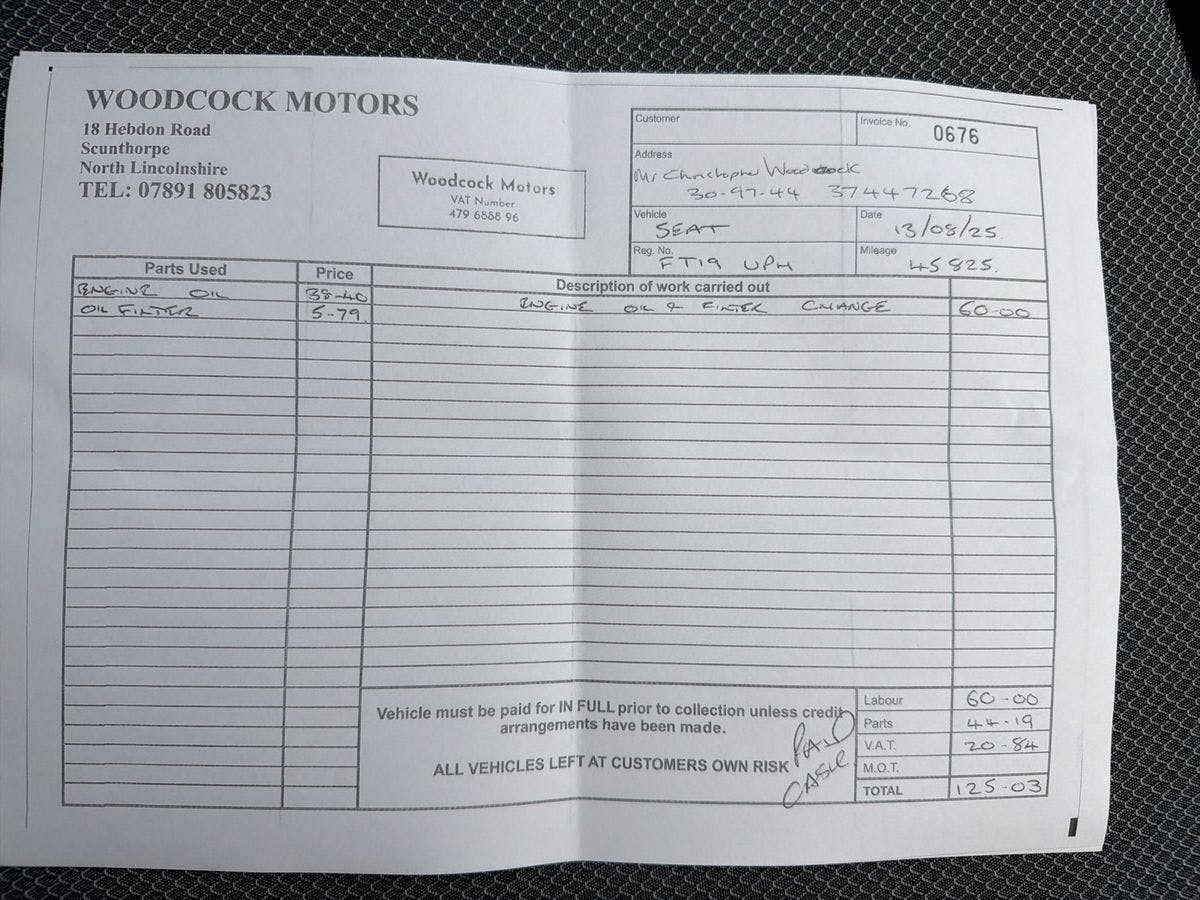 WOODCOCK MOTORS
18 Hebdon Road
Scunthorpe
North Lincolnshire
TEL: 07891 805823
Woodcock Motors
VAT Number
479 6888 96
Customer
Invoice No. 0676
Address
Mr Christopher Woodcock
30-97-44 37447268
Vehicle
SEAT
Date
13/08/25.
Reg. No.
FT19 UPH
Mileage
45825.
Parts Used Price Description of work carried out
ENGINE OIL 38-40
OIL FILTER 5-79 ENGINE OIL & FILTER CHANGE 60-00
Vehicle must be paid for IN FULL prior to collection unless credit
arrangements have been made.
ALL VEHICLES LEFT AT CUSTOMERS OWN RISK
PAID
CASH
Labour 60-00
Parts 44-19
V.A.T. 20-84
M.O.T.
TOTAL 125-03